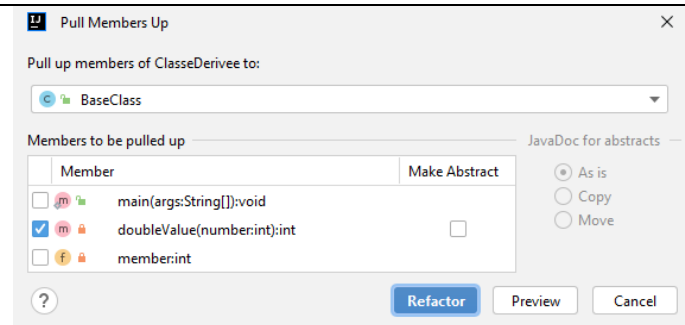 Pull Members Up
Pull up members of ClasseDerivee to:
BaseClass
Members to be pulled up
JavaDoc for abstracts
Member Make Abstract
As is
main(args:String[]):void
Copy
doubleValue(number:int):int
Move
member:int
? Refactor Preview Cancel